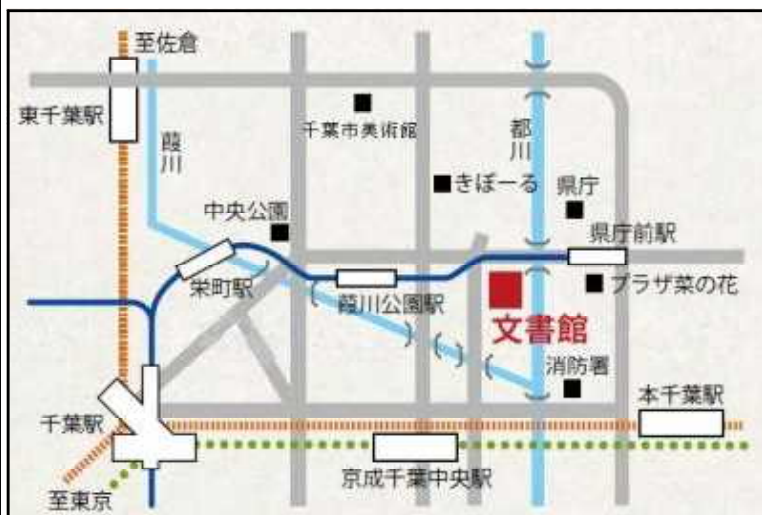 至佐倉
東千葉駅
葭川
千葉市美術館
都川
きぼーる
県庁
中央公園
県庁前駅
栄町駅
葭川公園駅
プラザ菜の花
文書館
消防署
本千葉駅
千葉駅
京成千葉中央駅
至東京